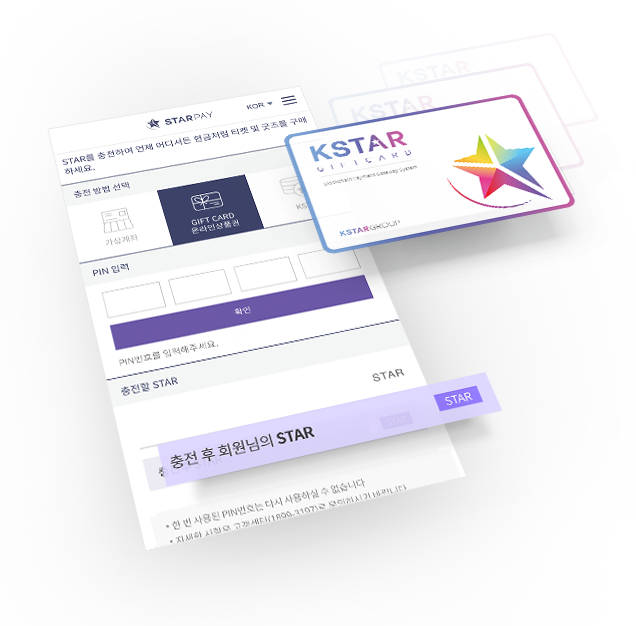 STARPAY
KOR
STAR를 충전하여 언제 어디서든 현금처럼 티켓 및 굿즈를 구매
하세요.
충전 방법 선택
가상계좌
GIFT CARD
온라인상품권
KS
PIN 입력
확인
PIN번호를 입력해주세요.
충전할 STAR
STAR
충전 후 회원님의 STAR
STAR
• 한 번 사용된 PIN번호는 다시 사용하실 수 없습니다
• 자세한 사항은 고객센터(1899-3197)로 문의하시기 바랍니다
KSTAR
KSTAR
KSTAR
GIFTCARD
Blockchain Payment Gateway System
KSTARGROUP